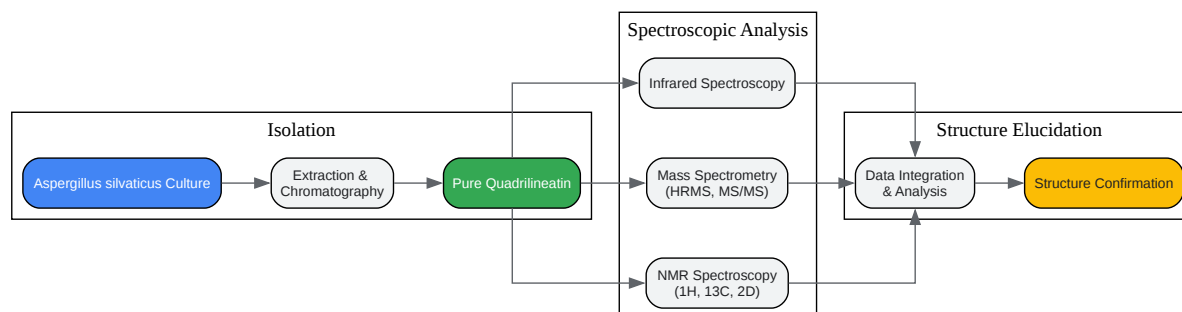 Spectroscopic Analysis
Infrared Spectroscopy
Isolation
Structure Elucidation
Aspergillus silvaticus Culture
Extraction &
Chromatography
Pure Quadrilineatin
Mass Spectrometry
(HRMS, MS/MS)
Data Integration
& Analysis
Structure Confirmation
NMR Spectroscopy
(1H, 13C, 2D)